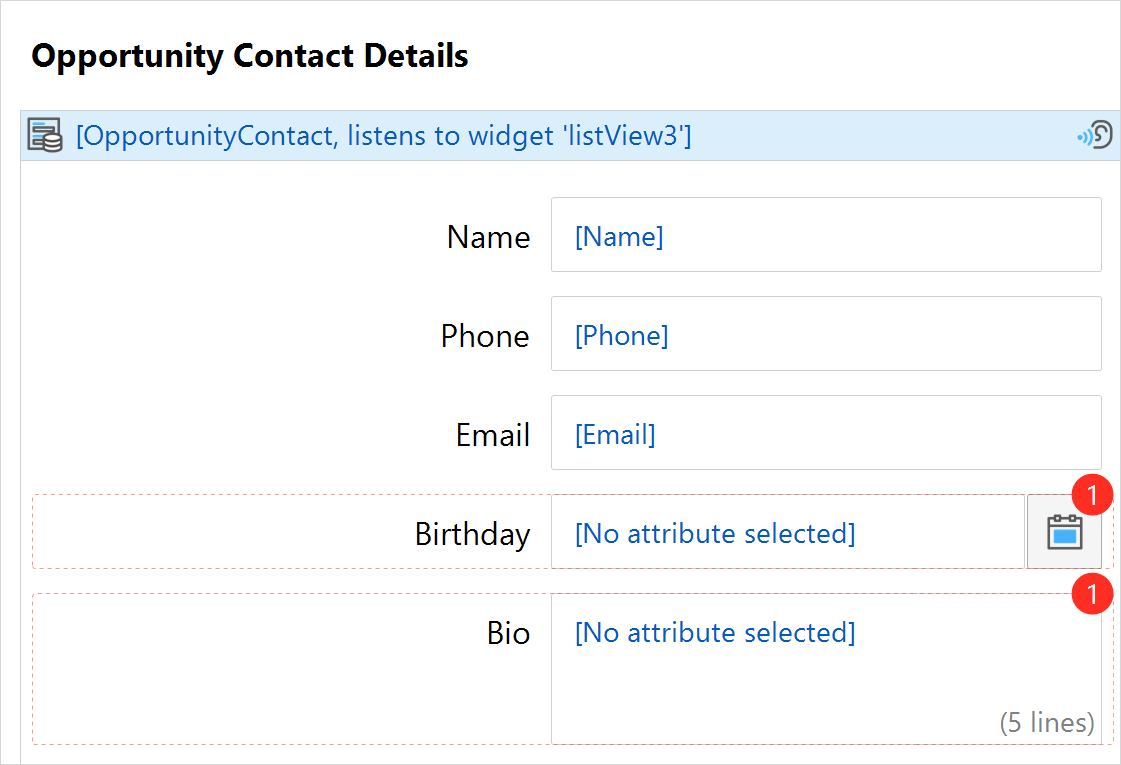 Opportunity Contact Details
[OpportunityContact, listens to widget 'listView3']
Name [Name]
Phone [Phone]
Email [Email]
1
Birthday [No attribute selected]
1
Bio [No attribute selected]
(5 lines)